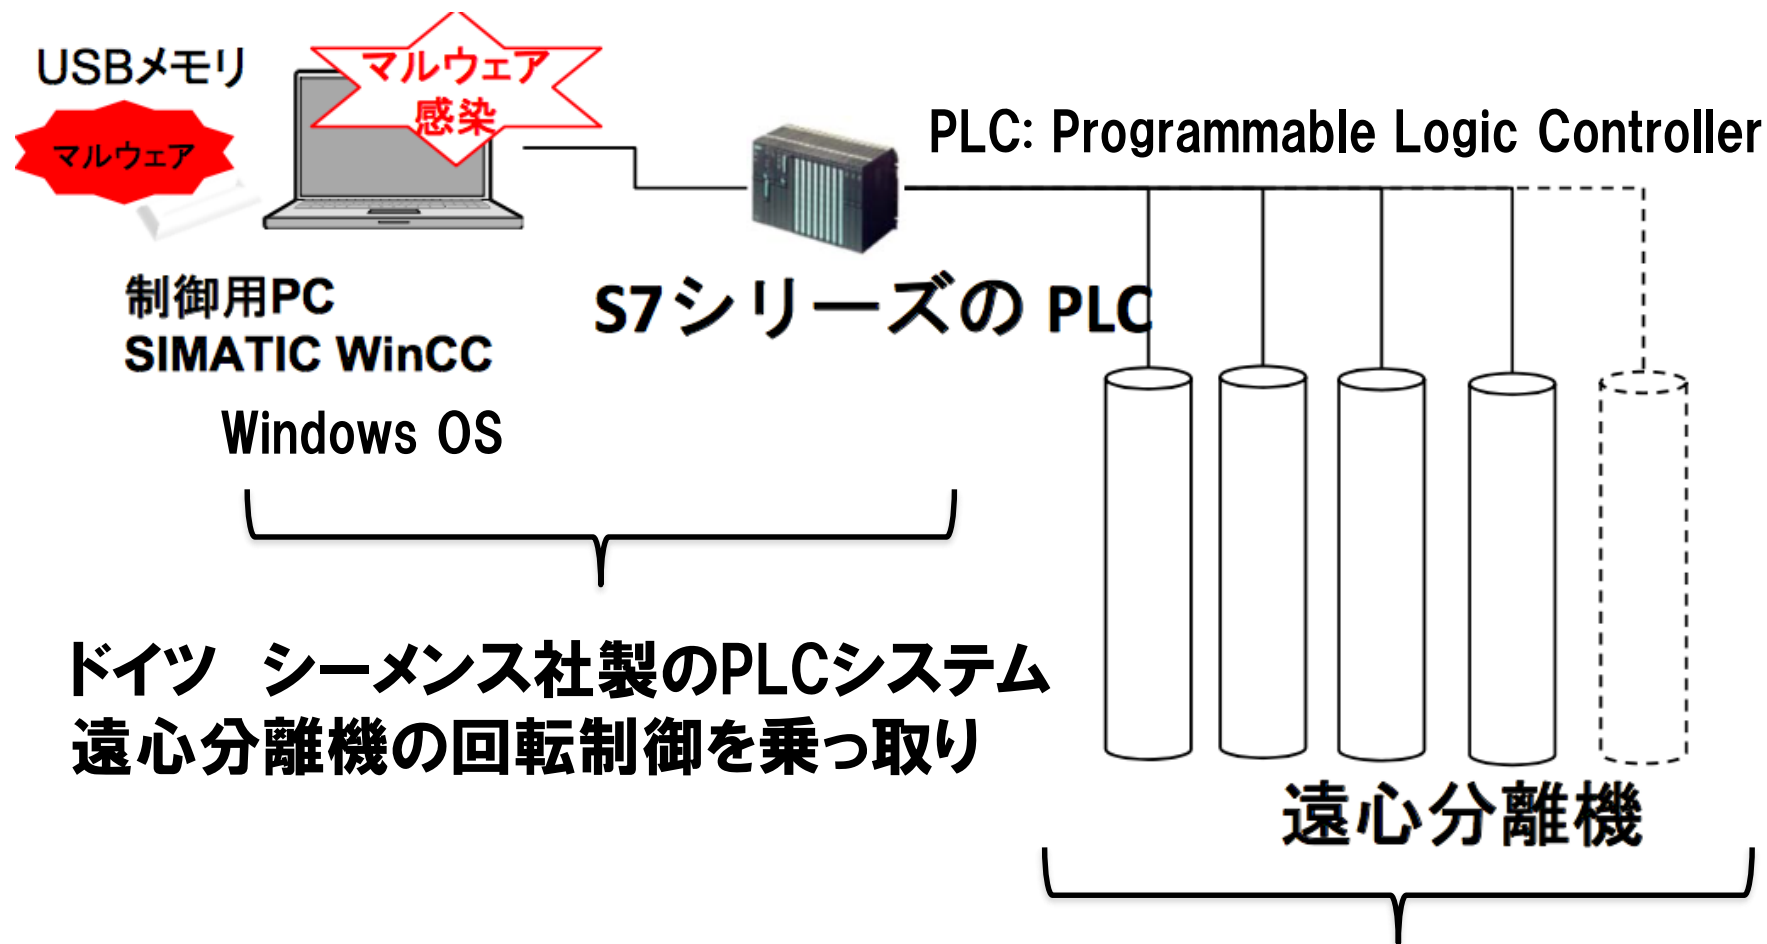 USBメモリ
マルウェア
マルウェア
感染
PLC: Programmable Logic Controller
制御用PC
SIMATIC WinCC
Windows OS
S7シリーズの PLC
ドイツ　シーメンス社製のPLCシステム
遠心分離機の回転制御を乗っ取り
遠心分離機